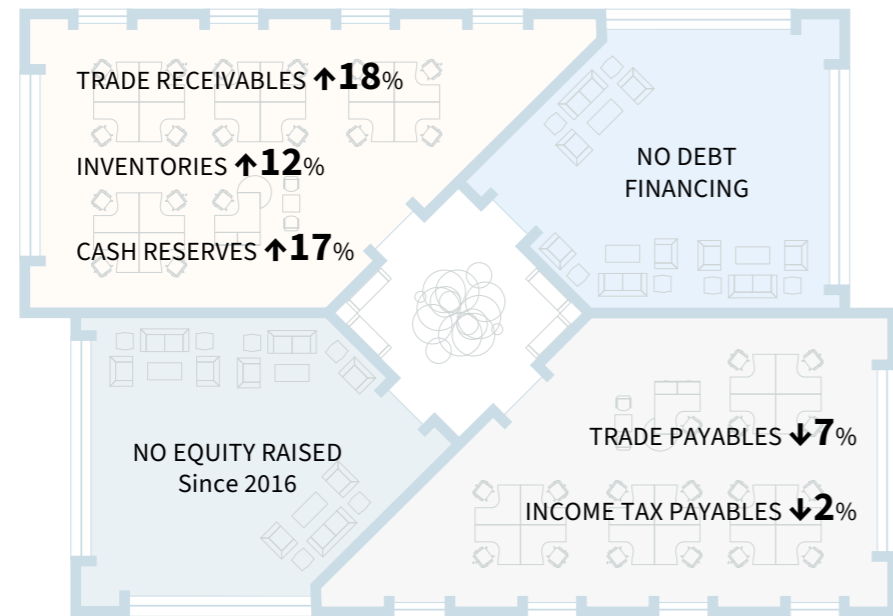 TRADE RECEIVABLES ↑18%
INVENTORIES ↑12%
CASH RESERVES ↑17%
NO DEBT
FINANCING
NO EQUITY RAISED
Since 2016
TRADE PAYABLES ↓7%
INCOME TAX PAYABLES ↓2%